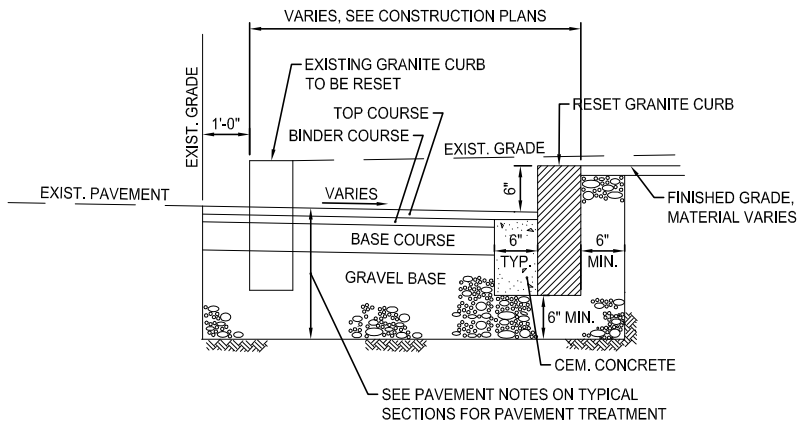 VARIES, SEE CONSTRUCTION PLANS
EXIST. GRADE
1'-0"
EXISTING GRANITE CURB
TO BE RESET
TOP COURSE
BINDER COURSE
EXIST. GRADE
RESET GRANITE CURB
EXIST. PAVEMENT
VARIES
6"
FINISHED GRADE,
MATERIAL VARIES
BASE COURSE
6"
TYP.
6"
MIN.
GRAVEL BASE
6" MIN.
CEM. CONCRETE
SEE PAVEMENT NOTES ON TYPICAL
SECTIONS FOR PAVEMENT TREATMENT